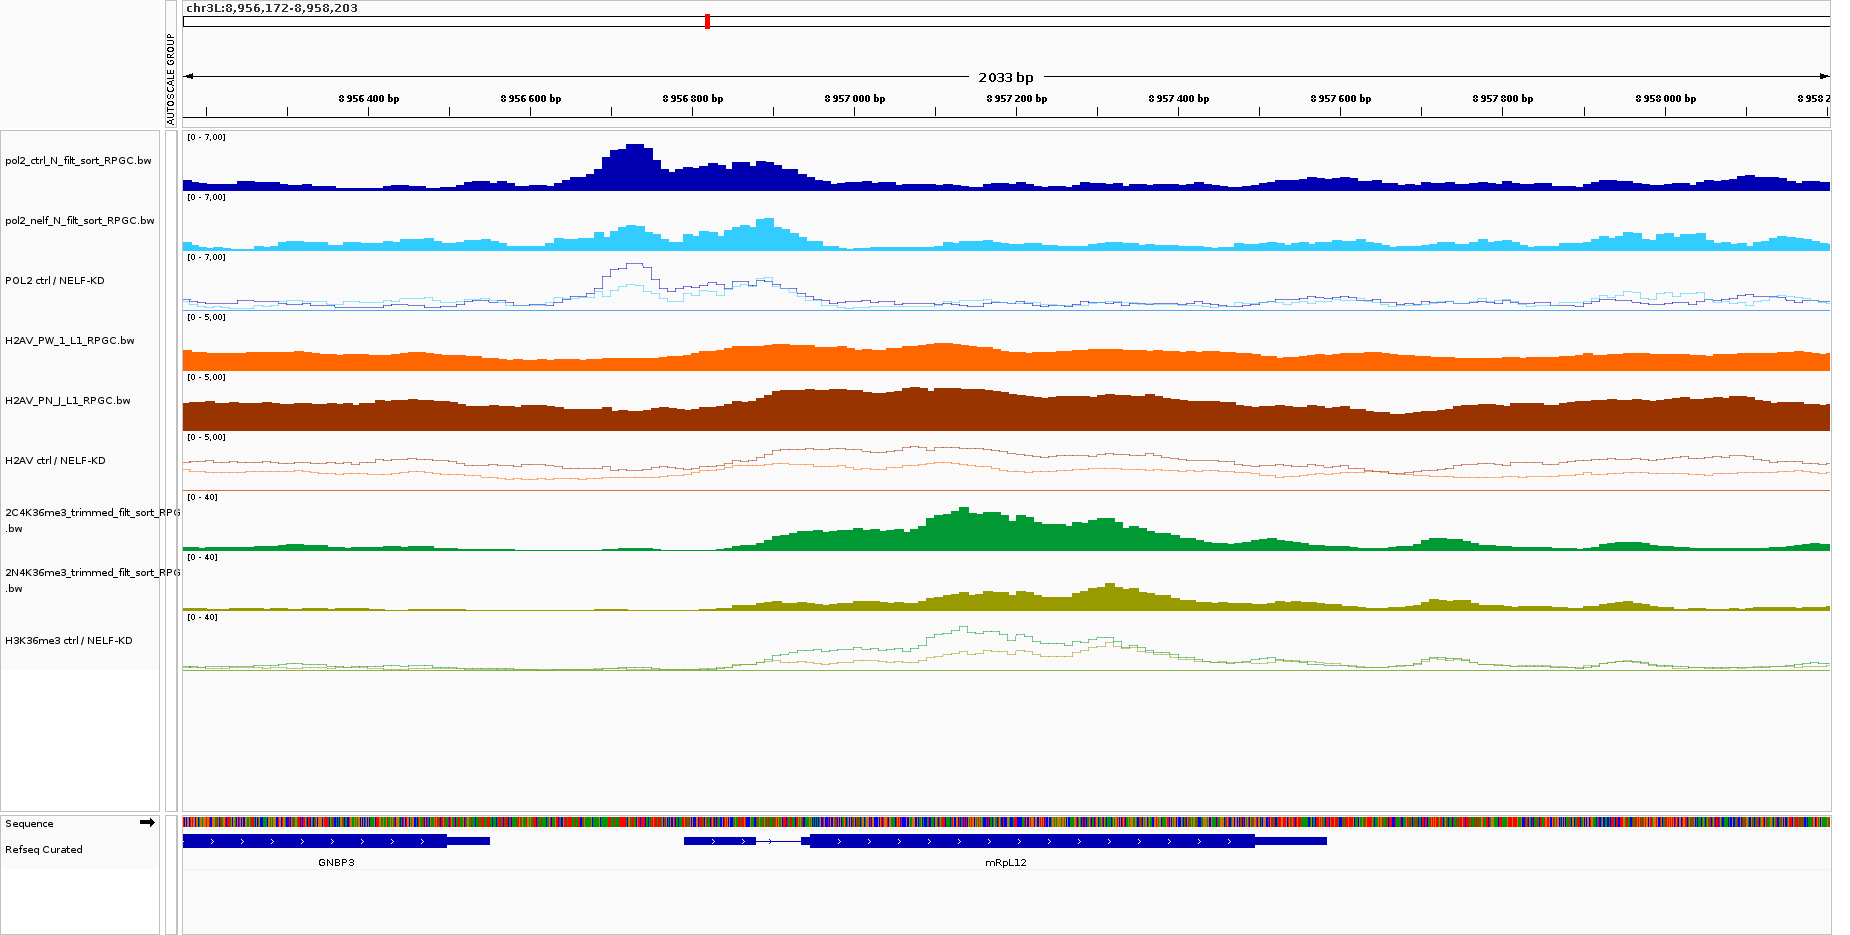 chr3L:8,956,172-8,958,203
AUTOSCALE GROUP
2 033 bp
8 956 400 bp 8 956 600 bp 8 956 800 bp 8 957 000 bp 8 957 200 bp 8 957 400 bp 8 957 600 bp 8 957 800 bp 8 958 000 bp 8 958 2
[0 - 7,00]
pol2_ctrl_N_filt_sort_RPGC.bw
[0 - 7,00]
pol2_nelf_N_filt_sort_RPGC.bw
[0 - 7,00]
POL2 ctrl / NELF-KD
[0 - 5,00]
H2AV_PW_1_L1_RPGC.bw
[0 - 5,00]
H2AV_PN_J_L1_RPGC.bw
[0 - 5,00]
H2AV ctrl / NELF-KD
[0 - 40]
2C4K36me3_trimmed_filt_sort_RPG
.bw
[0 - 40]
2N4K36me3_trimmed_filt_sort_RPG
.bw
[0 - 40]
H3K36me3 ctrl / NELF-KD
Sequence
Refseq Curated
GNBP3 mRpL12